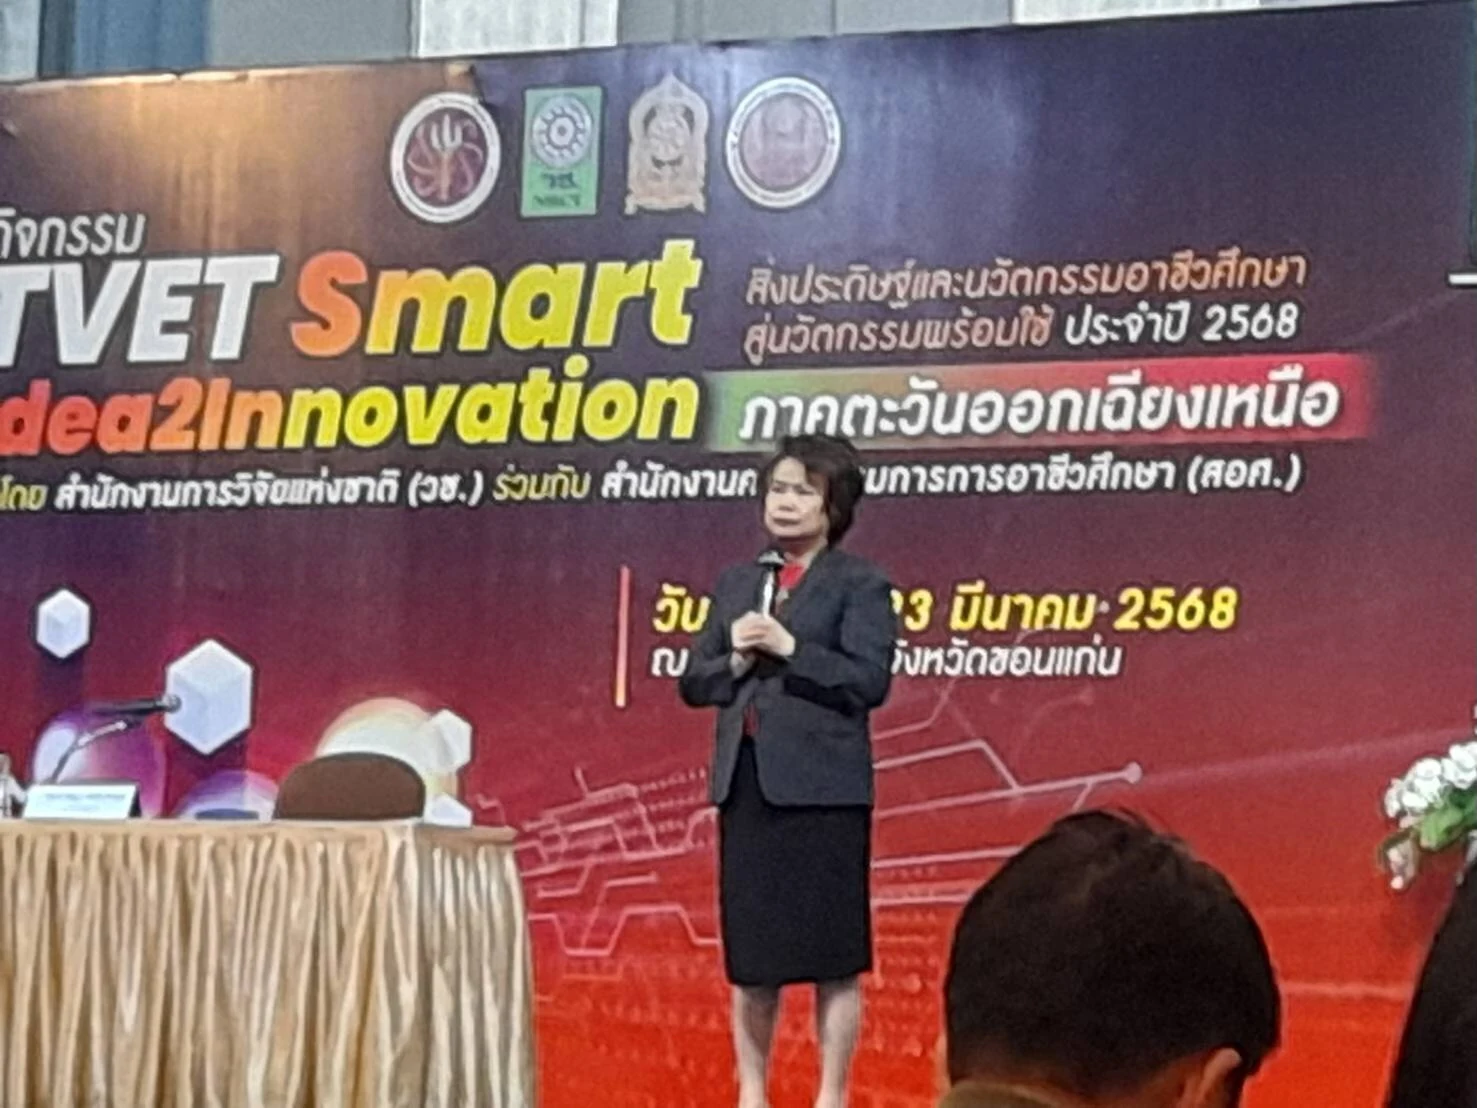 กิจกรรม
TVET Smart
Idea2Innovation
สิ่งประดิษฐ์และนวัตกรรมอาชีวศึกษา
สู่นวัตกรรมพร้อมใช้ ประจำปี 2568
ภาคตะวันออกเฉียงเหนือ
โดย สำนักงานการวิจัยแห่งชาติ (วช.) ร่วมกับ สำนักงานค มการการอาชีวศึกษา (สอศ.)
วัน 23 มีนาคม 2568
ณ จังหวัดขอนแก่น
วช.
NRCT